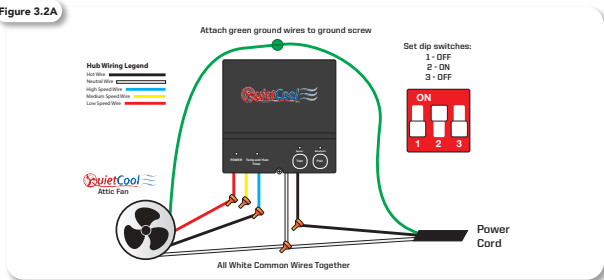 Figure 3.2A
Attach green ground wires to ground screw
Set dip switches:
1 - OFF
2 - ON
3 - OFF
Hub Wiring Legend
Hot Wire
Neutral Wire
High Speed Wire
Medium Speed Wire
Low Speed Wire
QuietCool
ON
1 2 3
POWER
Timer
QuietCool
Attic Fan
Power
Cord
All White Common Wires Together